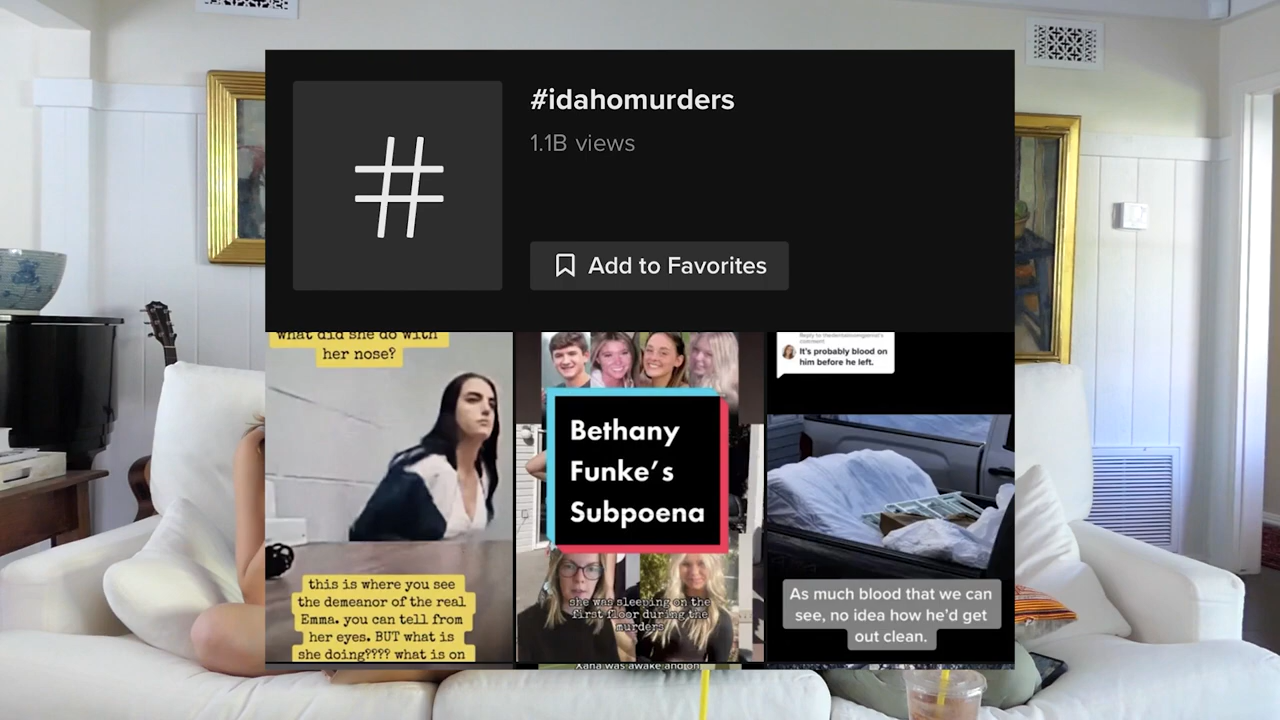 #idahomurders
1.1B views
Add to Favorites
what did she do with
her nose?
this is where you see
the demeanor of the real
Emma. you can tell from
her eyes. BUT what is
she doing???? what is on
Bethany
Funke's
Subpoena
she was sleeping on the
first floor during the
murders
Xana was awake and on
comment
It's probably blood on
him before he left.
As much blood that we can
see, no idea how he'd get
out clean.